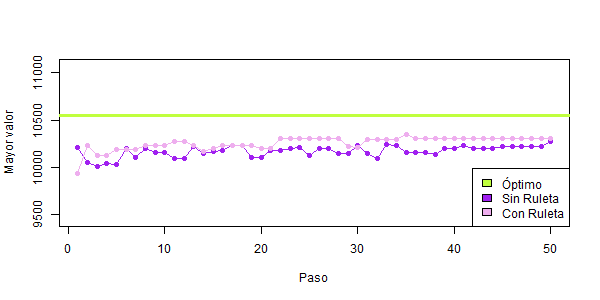 Mayor valor
11000
10500
10000
9500
Óptimo
Sin Ruleta
Con Ruleta
0 10 20 30 40 50
Paso